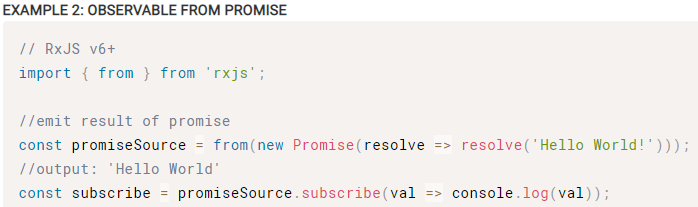 EXAMPLE 2: OBSERVABLE FROM PROMISE
// RxJS v6+
import { from } from 'rxjs';
//emit result of promise
const promiseSource = from(new Promise(resolve => resolve('Hello World!')));
//output: 'Hello World'
const subscribe = promiseSource.subscribe(val => console.log(val));